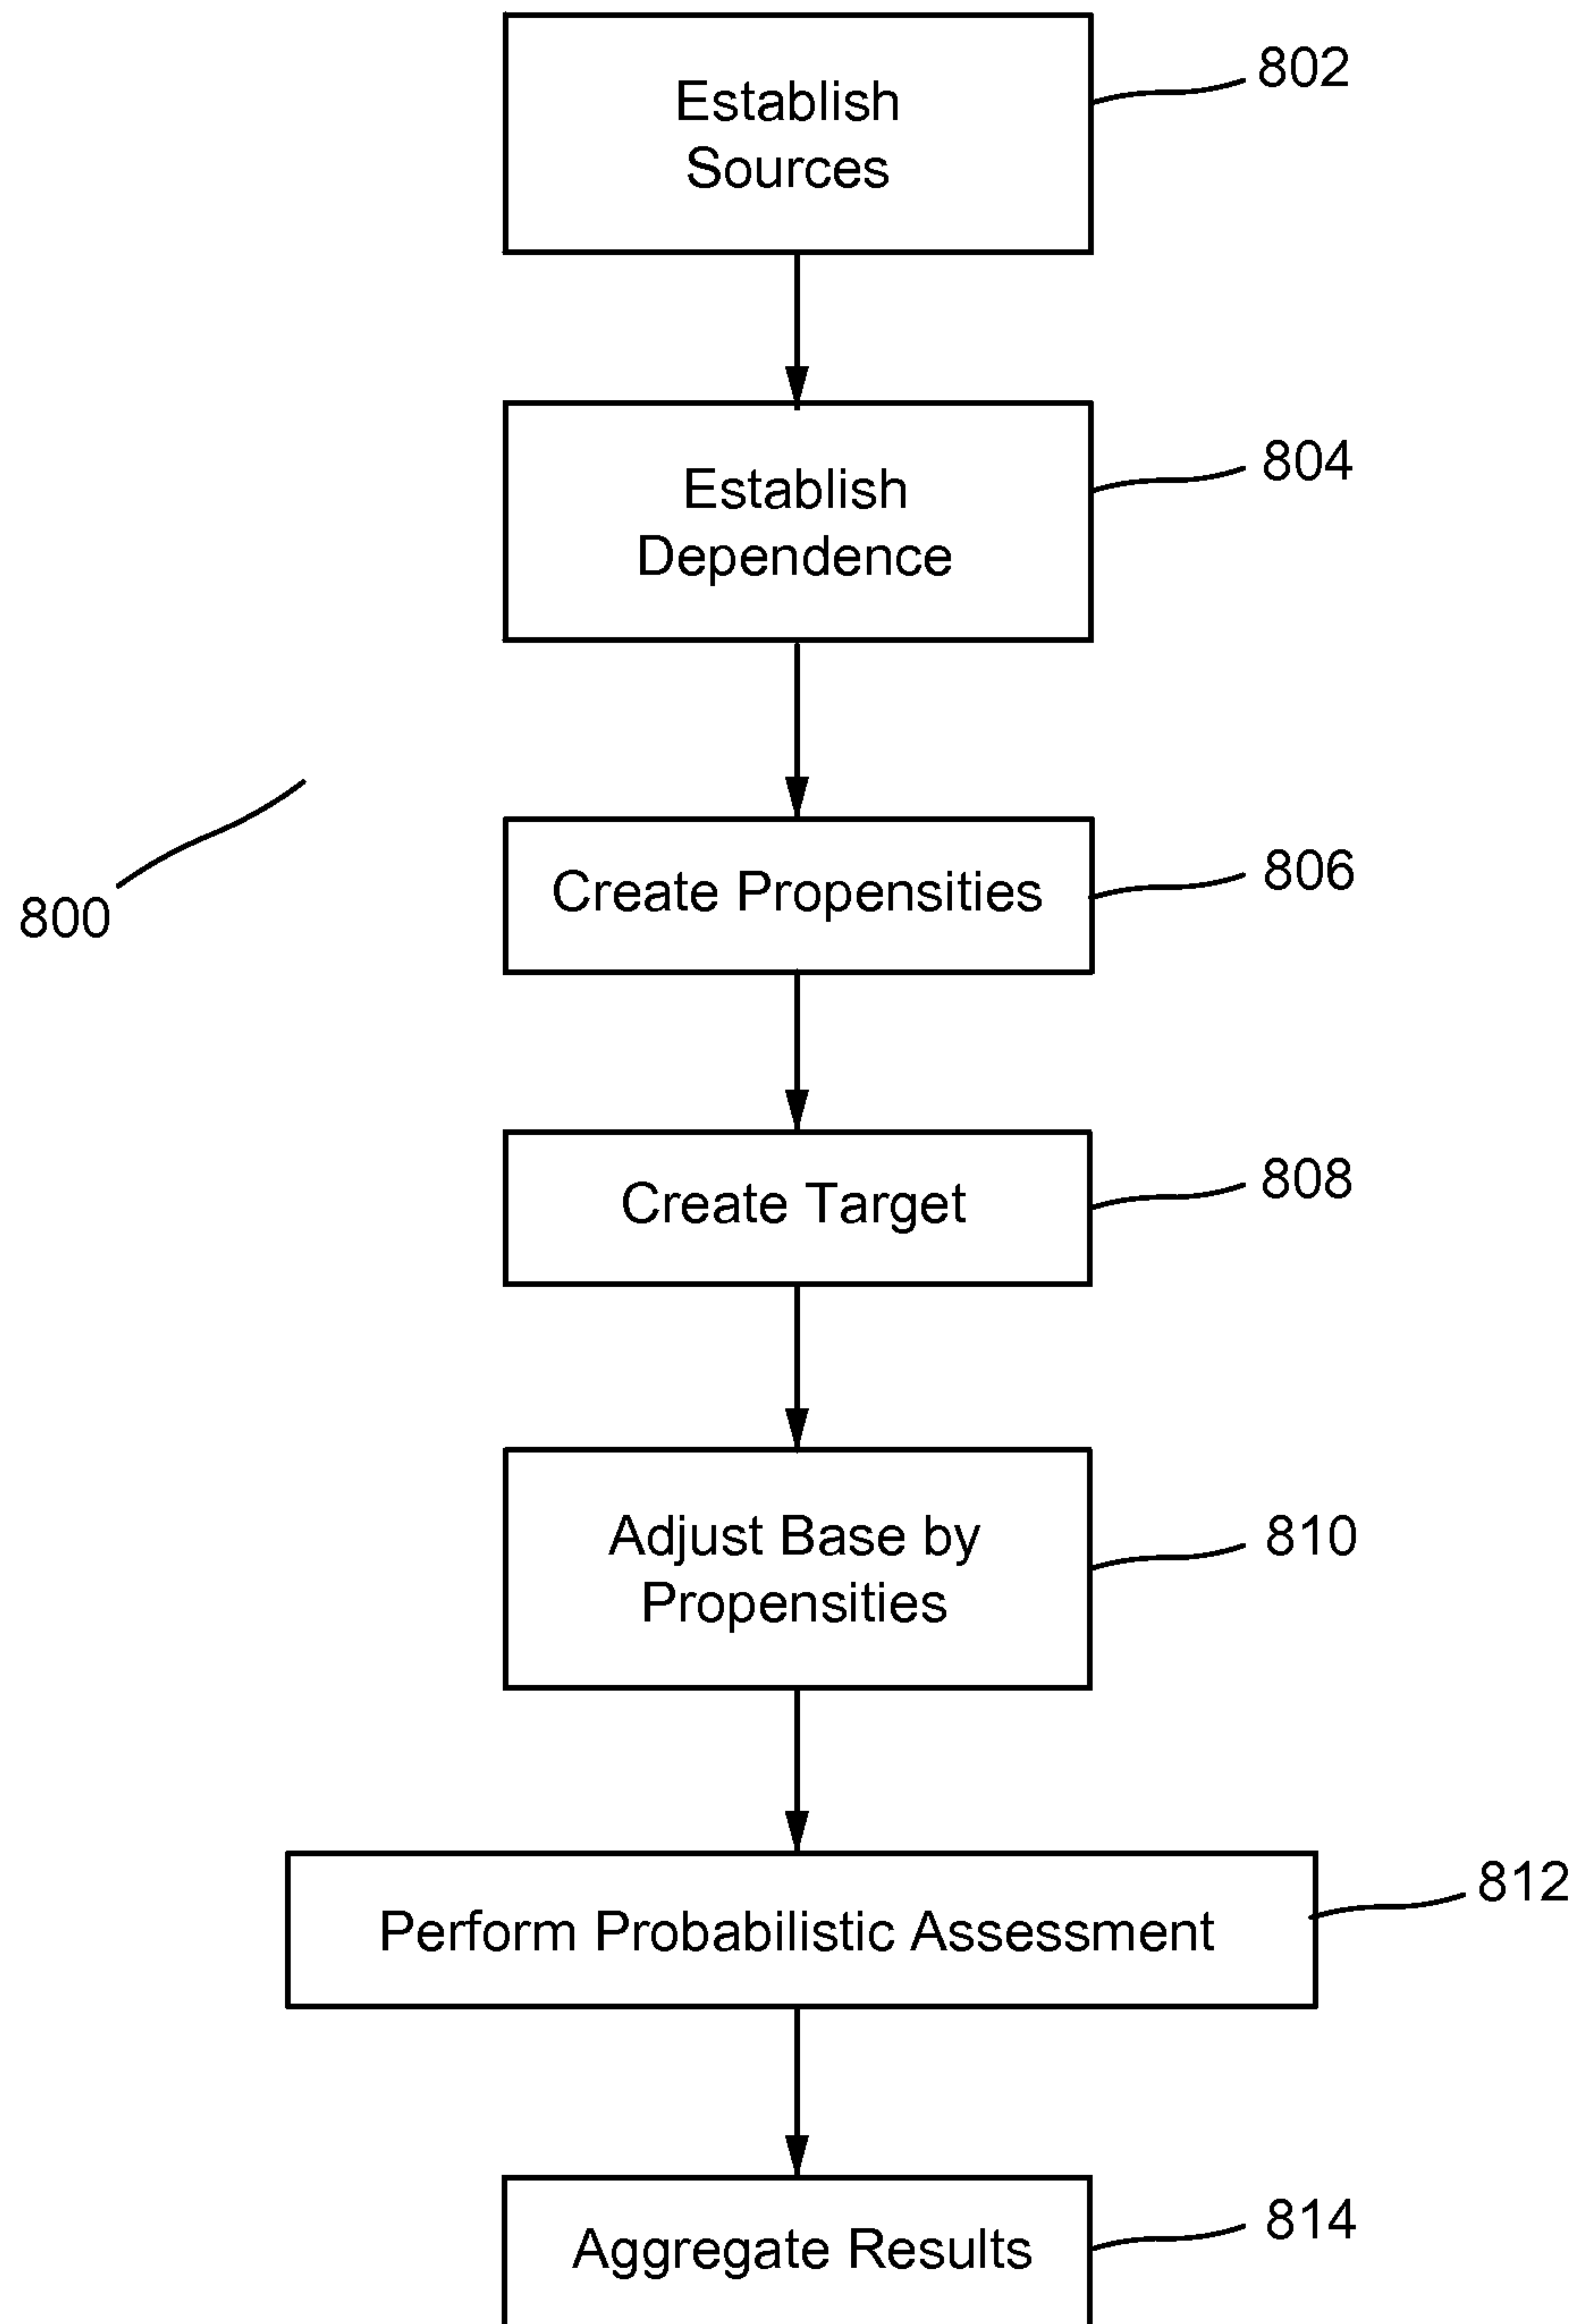 Establish
Sources
802
Establish
Dependence
804
800
Create Propensities
806
Create Target
808
Adjust Base by
Propensities
810
Perform Probabilistic Assessment
812
Aggregate Results
814